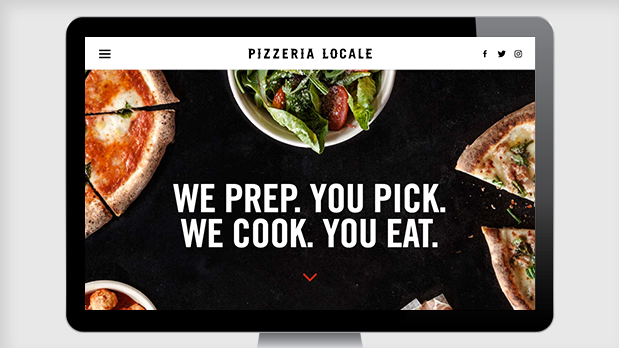 PIZZERIA LOCALE
WE PREP. YOU PICK.
WE COOK. YOU EAT.